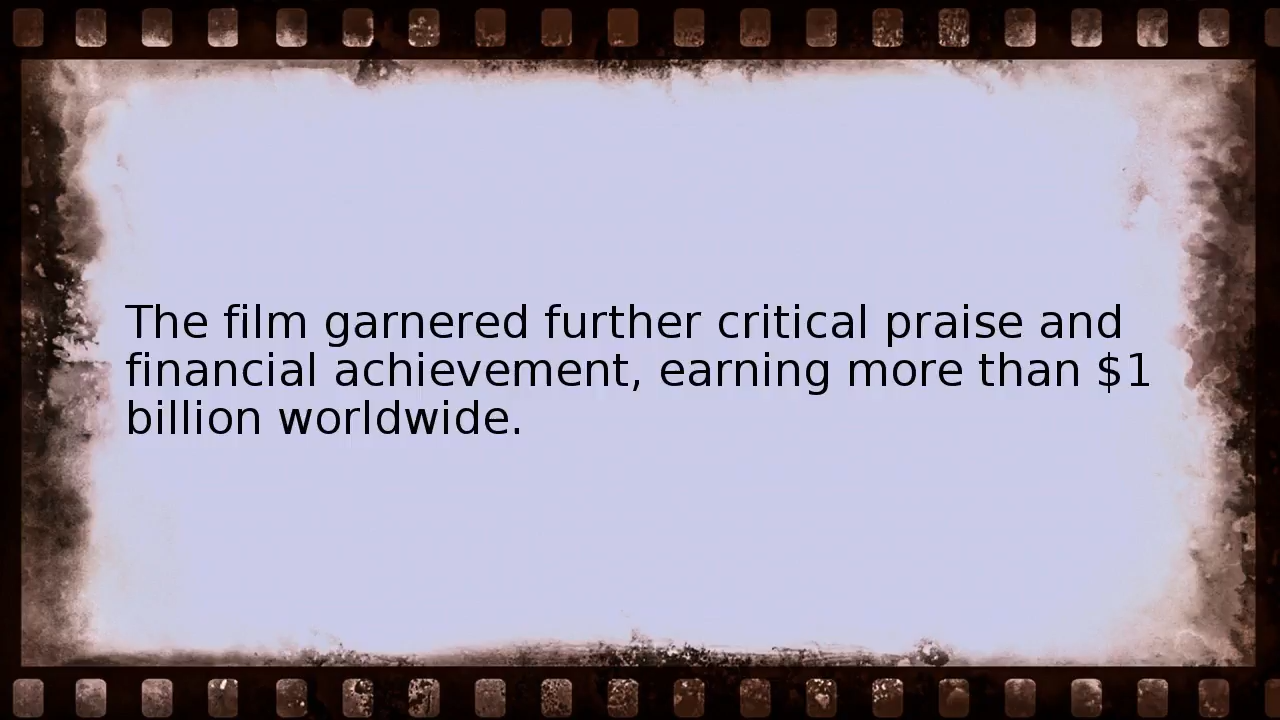 The film garnered further critical praise and
financial achievement, earning more than $1
billion worldwide.